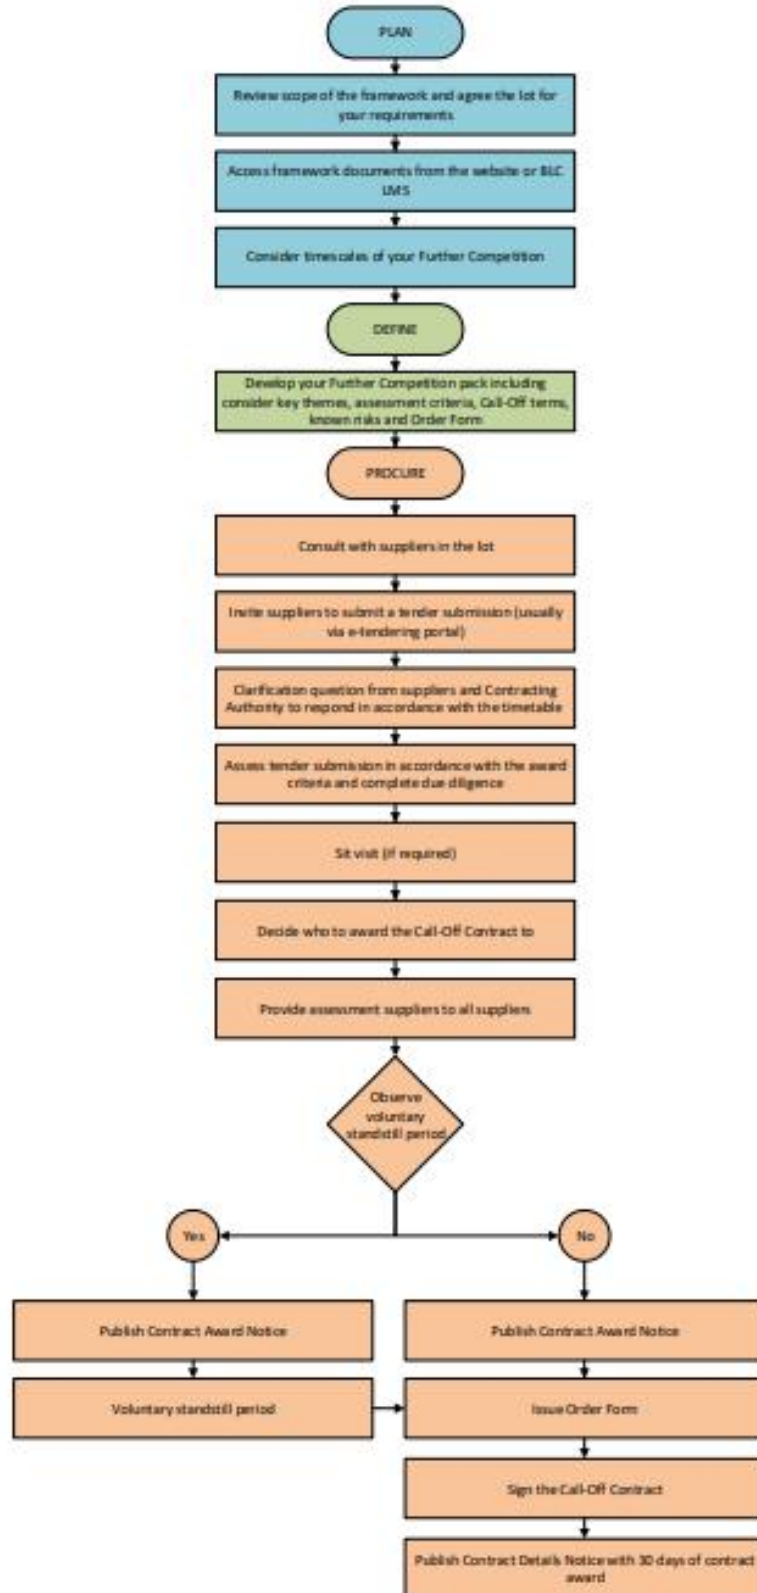 PLAN
Review scope of the framework and agree the lot for
your requirements
Access framework documents from the website or BLC
LMS
Consider timescales of your Further Competition
DEFINE
Develop your Further Competition pack including
consider key themes, assessment criteria, Call-Off terms,
known risks and Order Form
PROCURE
Consult with suppliers in the lot
Invite suppliers to submit a tender submission (usually
via e-tendering portal)
Clarification question from suppliers and Contracting
Authority to respond in accordance with the timetable
Assess tender submission in accordance with the award
criteria and complete due diligence
Sit visit (if required)
Decide who to award the Call-Off Contract to
Provide assessment suppliers to all suppliers
Observe
voluntary
standstill period
Yes
No
Publish Contract Award Notice
Publish Contract Award Notice
Voluntary standstill period
Issue Order Form
Sign the Call-Off Contract
Publish Contract Details Notice with 30 days of contract
award